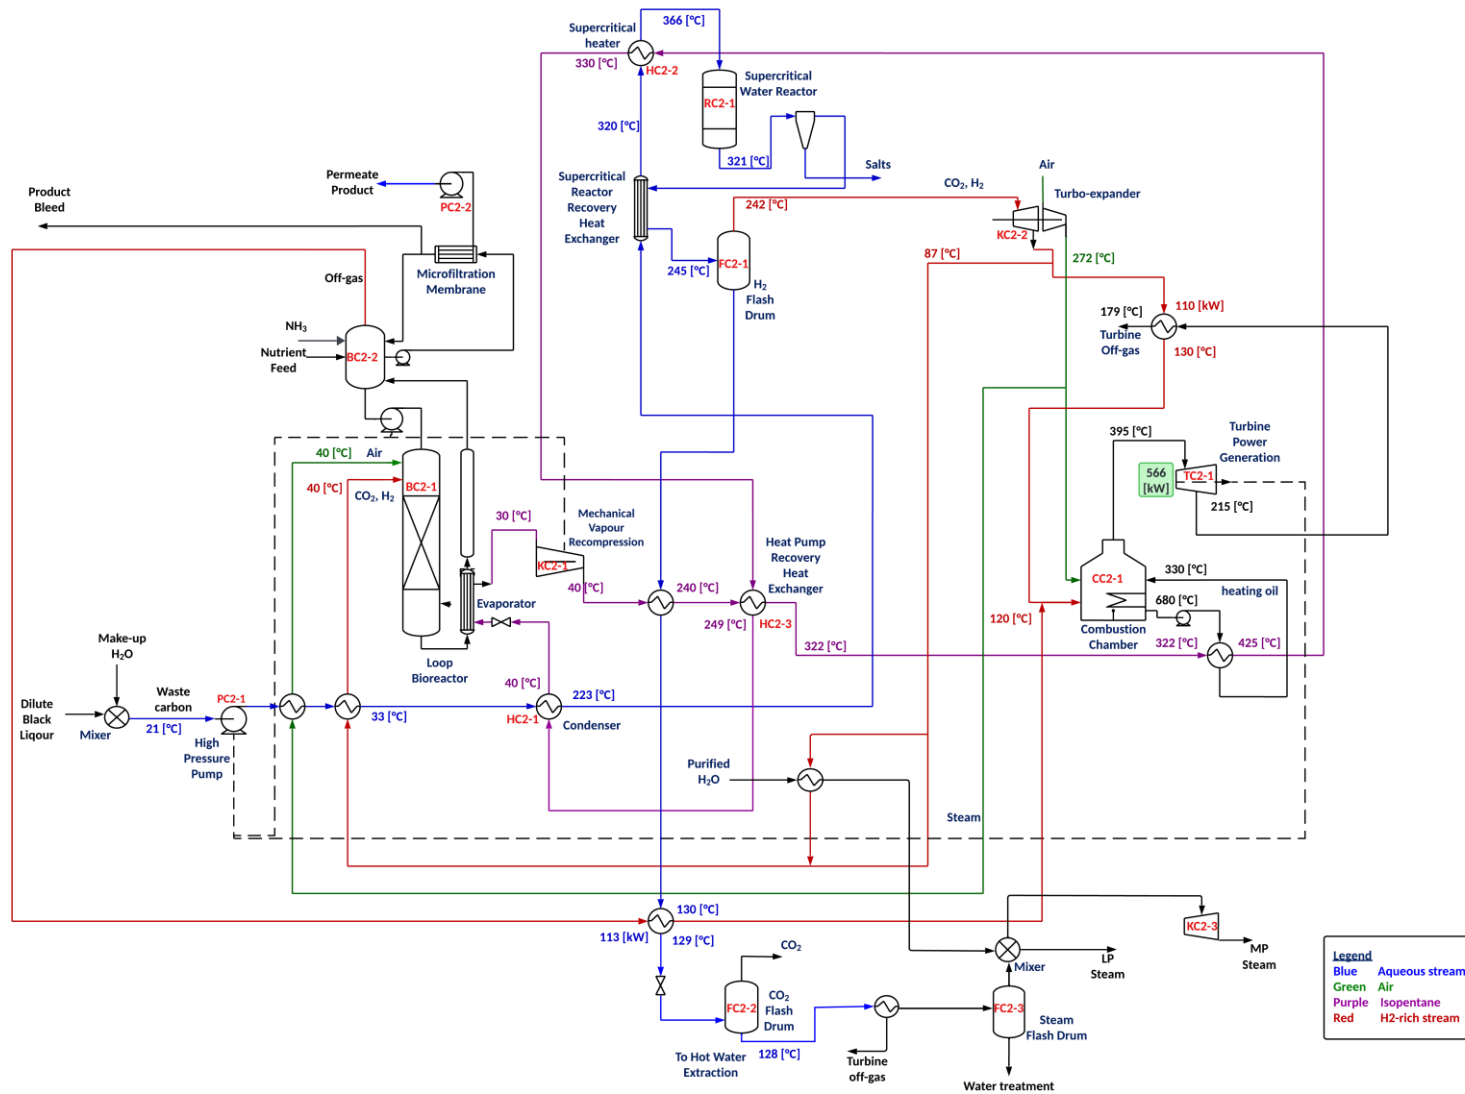 366 [°C]
Supercritical
heater
330 [°C]
HC2-2
Supercritical
Water Reactor
RC2-1
320 [°C]
321 [°C]
Salts
Supercritical
Reactor
Recovery
Heat
Exchanger
CO2, H2
Air
Turbo-expander
KC2-2
242 [°C]
245 [°C]
FC2-1
H2
Flash
Drum
87 [°C]
272 [°C]
Permeate
Product
PC2-2
Product
Bleed
Microfiltration
Membrane
Off-gas
NH3
Nutrient
Feed
BC2-2
179 [°C]
110 [kW]
Turbine
Off-gas
130 [°C]
395 [°C]
Turbine
Power
Generation
566
[kW]
TC2-1
215 [°C]
40 [°C]
Air
40 [°C]
CO2, H2
BC2-1
30 [°C]
Mechanical
Vapour
Recompression
KC2-1
40 [°C]
Heat Pump
Recovery
Heat
Exchanger
240 [°C]
249 [°C]
HC2-3
Evaporator
CC2-1
330 [°C]
heating oil
680 [°C]
120 [°C]
Combustion
Chamber
322 [°C]
322 [°C]
425 [°C]
Make-up
H2O
Waste
carbon
Dilute
Black
Liqour
Mixer
21 [°C]
PC2-1
High
Pressure
Pump
Loop
Bioreactor
33 [°C]
40 [°C]
HC2-1
223 [°C]
Condenser
Purified
H2O
Steam
130 [°C]
113 [kW]
129 [°C]
CO2
FC2-2
CO2
Flash
Drum
128 [°C]
To Hot Water
Extraction
Turbine
off-gas
Mixer
LP
Steam
KC2-3
MP
Steam
FC2-3
Steam
Flash Drum
Water treatment
Legend
Blue Aqueous stream
Green Air
Purple Isopentane
Red H2-rich stream